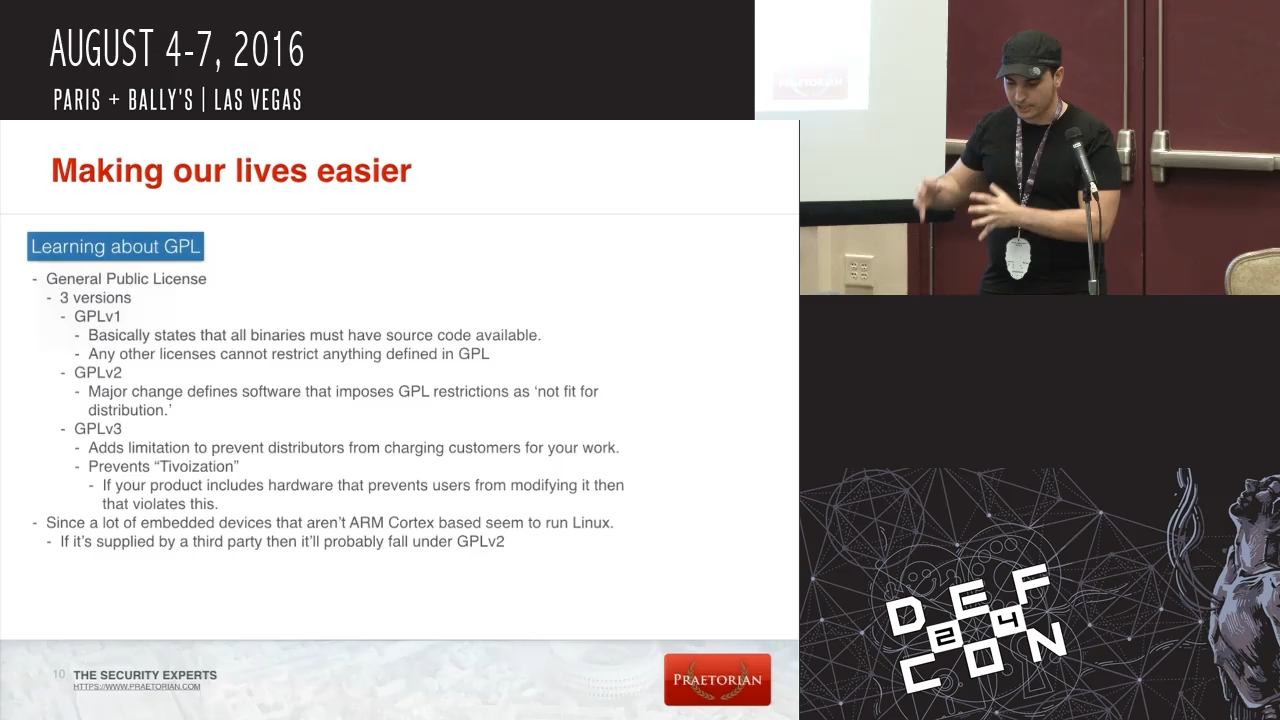 AUGUST 4-7, 2016
PARIS + BALLY'S | LAS VEGAS
PRAETORIAN
Making our lives easier
Learning about GPL
- General Public License
- 3 versions
- GPLv1
- Basically states that all binaries must have source code available.
- Any other licenses cannot restrict anything defined in GPL
- GPLv2
- Major change defines software that imposes GPL restrictions as ‘not fit for
distribution.’
- GPLv3
- Adds limitation to prevent distributors from charging customers for your work.
- Prevents “Tivoization”
- If your product includes hardware that prevents users from modifying it then
that violates this.
- Since a lot of embedded devices that aren’t ARM Cortex based seem to run Linux.
- If it’s supplied by a third party then it’ll probably fall under GPLv2
10 THE SECURITY EXPERTS
HTTPS://WWW.PRAETORIAN.COM
PRAETORIAN
DEF
24
CON